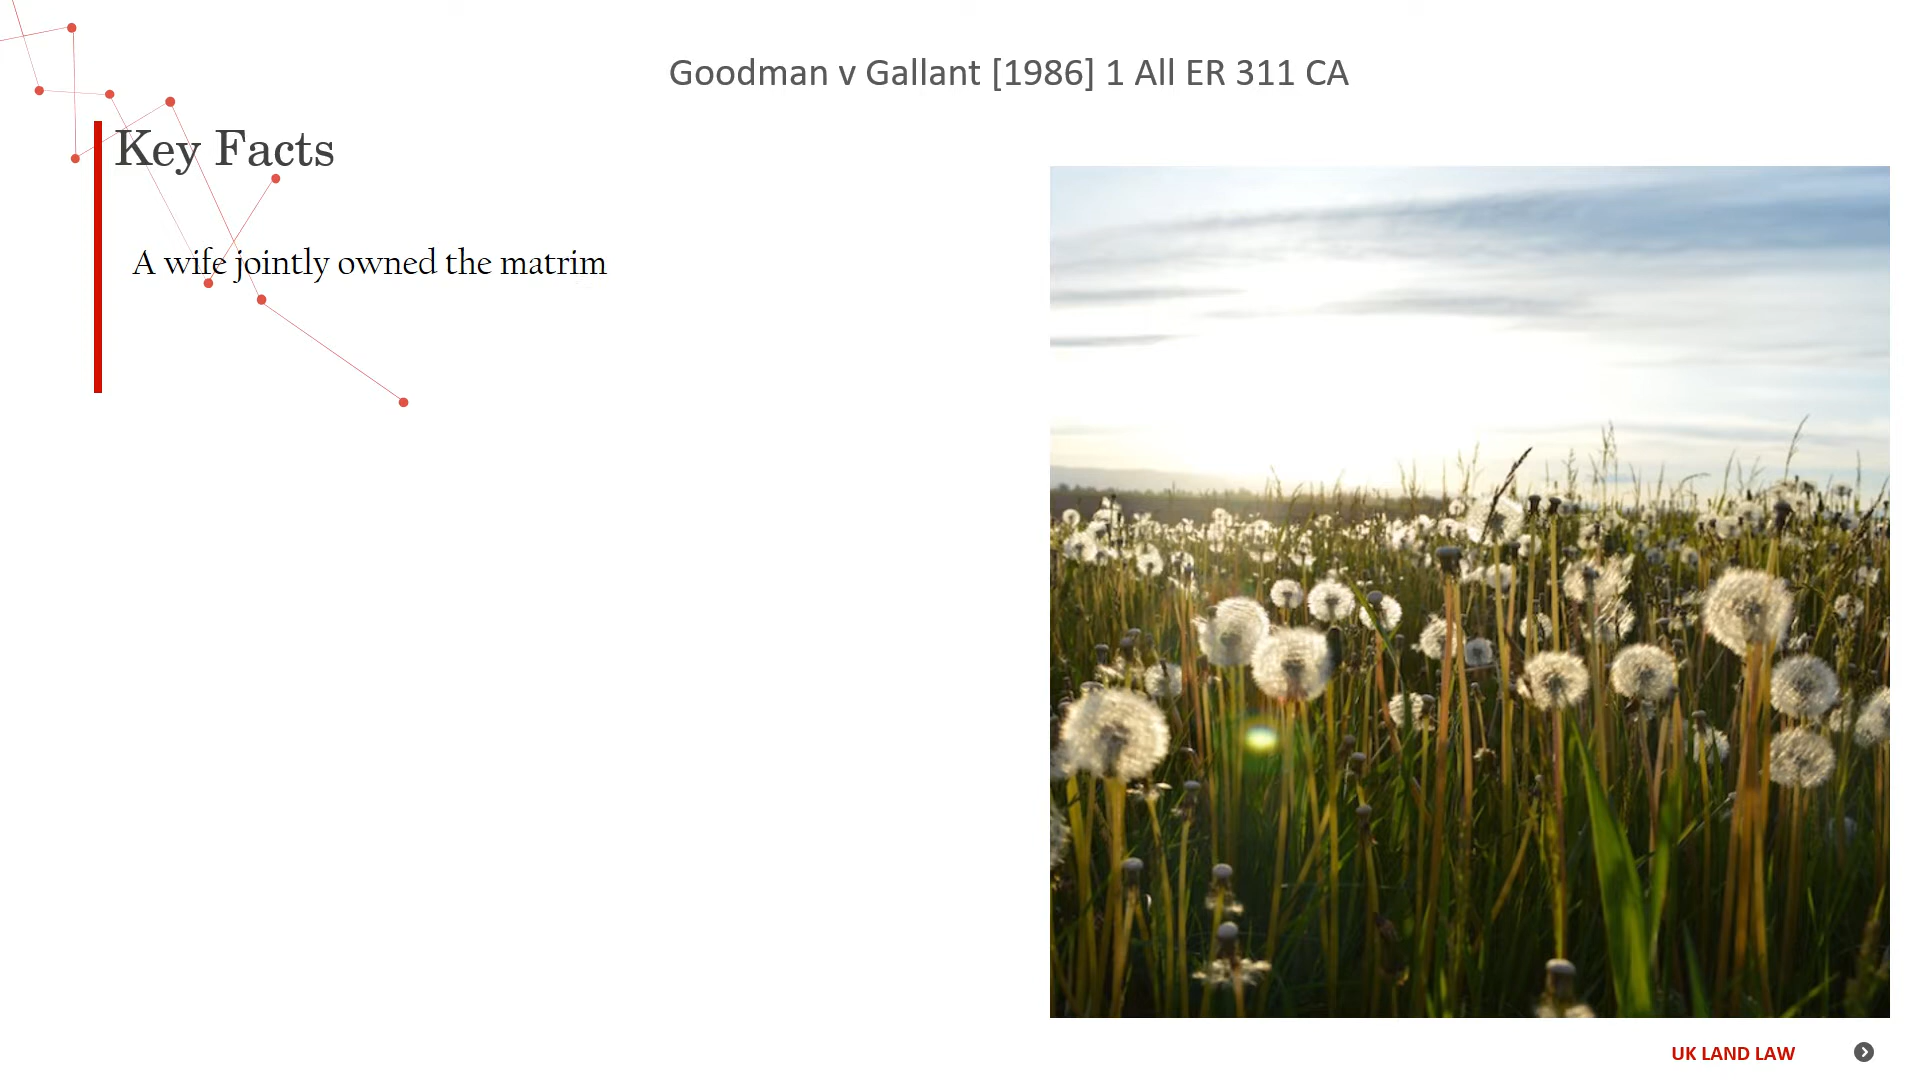 Goodman v Gallant [1986] 1 All ER 311 CA
Key Facts
A wife jointly owned the matrim
UK LAND LAW